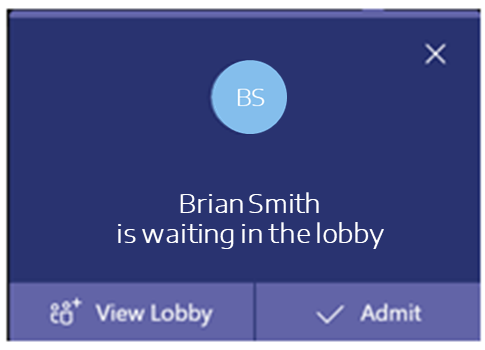 BS
Brian Smith
is waiting in the lobby
View Lobby
Admit